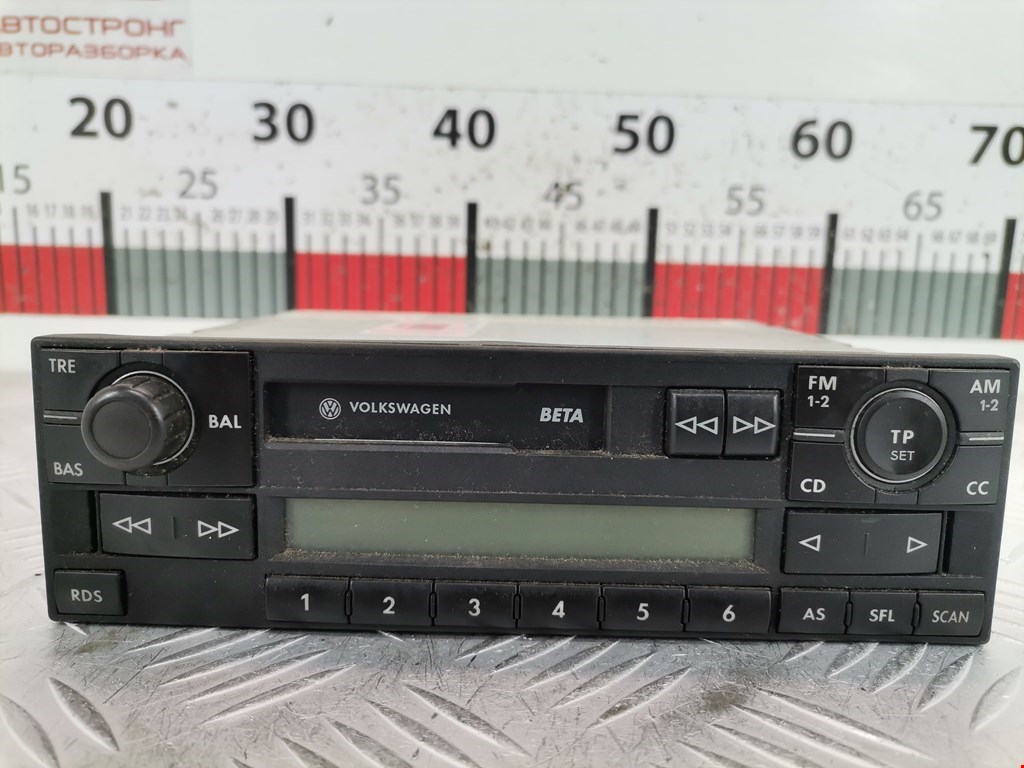 АВТОСТРОНГ
АВТОРАЗБОРКА
20 30 40 50 60 70
15 25 35 45 55 65
TRE
BAL
BAS
VOLKSWAGEN BETA
FM 1-2
AM 1-2
TP SET
CD
CC
RDS
1 2 3 4 5 6
AS SFL SCAN